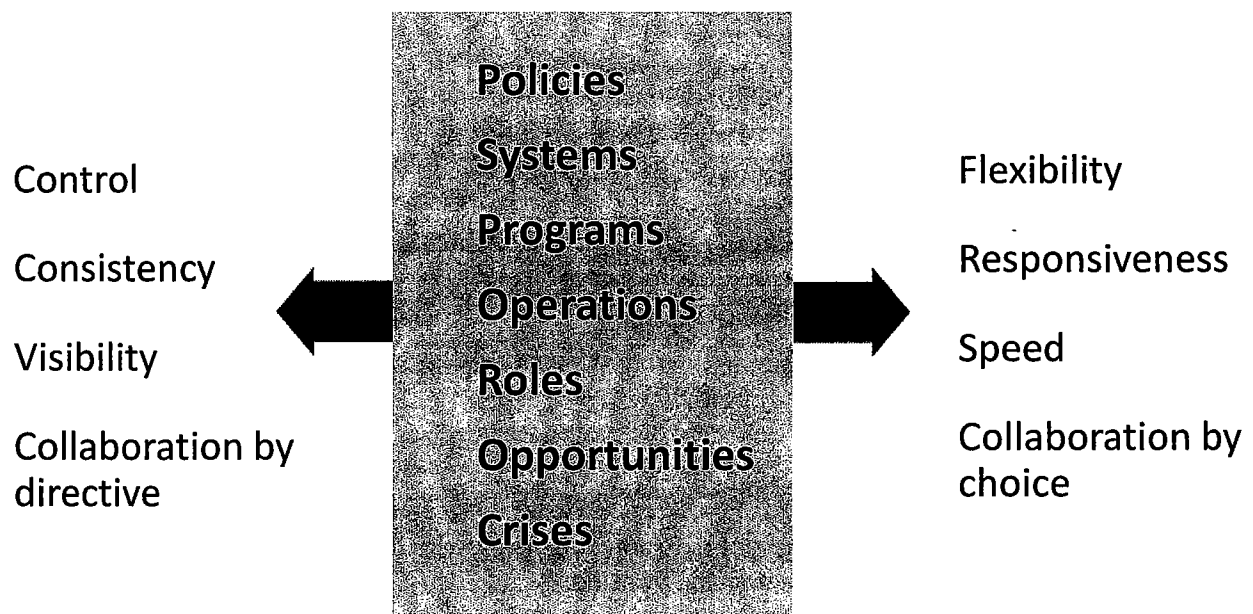 Control
Consistency
Visibility
Collaboration by
directive
Policies
Systems
Programs
Operations
Roles
Opportunities
Crises
Flexibility
Responsiveness
Speed
Collaboration by
choice